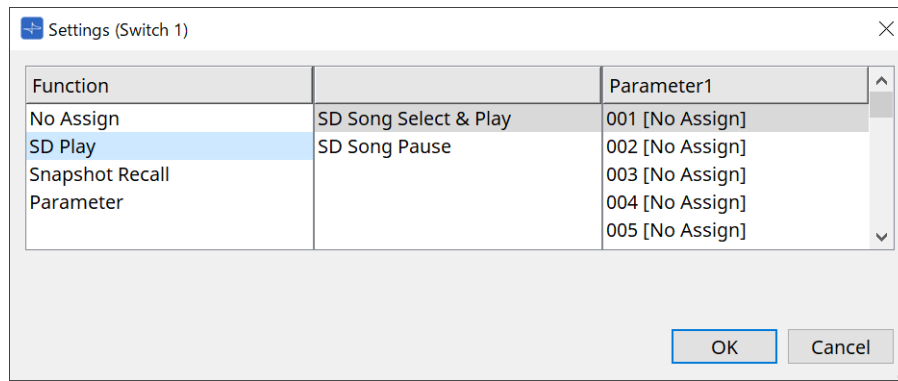 Settings (Switch 1)
Function Parameter1
No Assign SD Song Select & Play 001 [No Assign]
SD Play SD Song Pause 002 [No Assign]
Snapshot Recall 003 [No Assign]
Parameter 004 [No Assign]
005 [No Assign]
OK Cancel